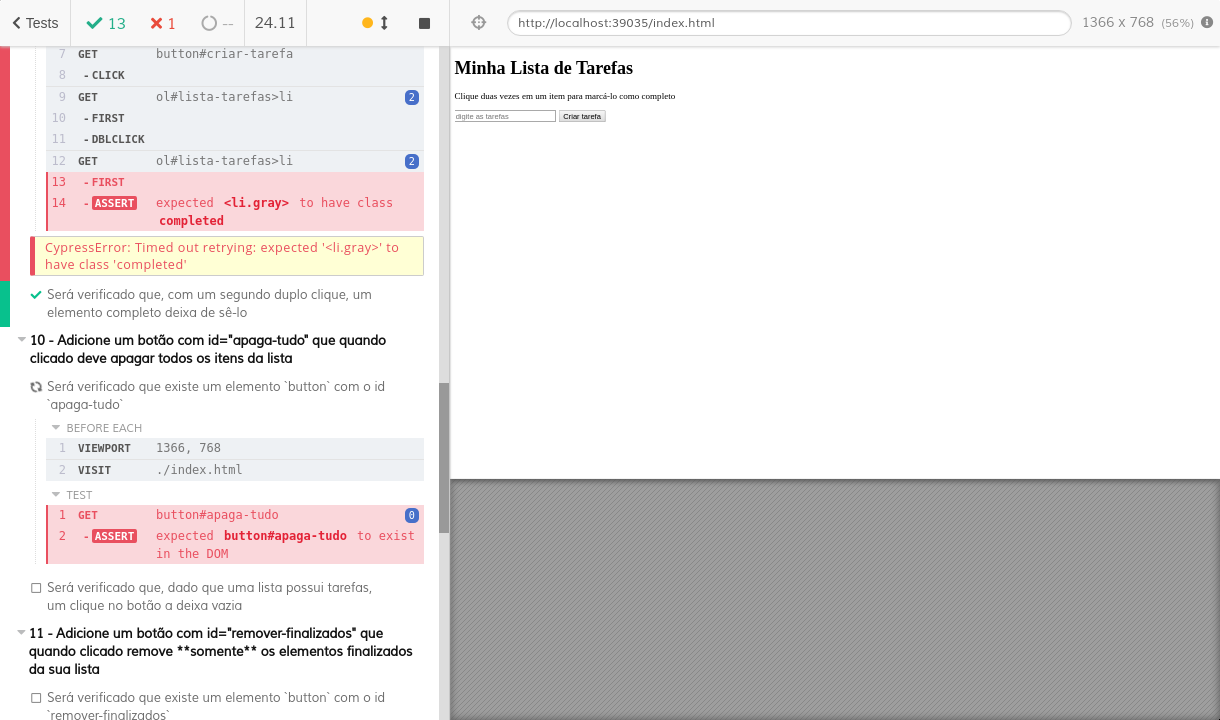 Tests 13 1 -- 24.11 http://localhost:39035/index.html 1366 x 768 (56%)
7 GET button#criar-tarefa
8 - CLICK
9 GET ol#lista-tarefas>li 2
10 - FIRST
11 - DBLCLICK
12 GET ol#lista-tarefas>li 2
13 - FIRST
14 - ASSERT expected <li.gray> to have class
completed
CypressError: Timed out retrying: expected '<li.gray>' to
have class 'completed'
Será verificado que, com um segundo duplo clique, um
elemento completo deixa de sê-lo
10 - Adicione um botão com id="apaga-tudo" que quando
clicado deve apagar todos os itens da lista
Será verificado que existe um elemento `button` com o id
`apaga-tudo`
BEFORE EACH
1 VIEWPORT 1366, 768
2 VISIT ./index.html
TEST
1 GET button#apaga-tudo 0
2 - ASSERT expected button#apaga-tudo to exist
in the DOM
Será verificado que, dado que uma lista possui tarefas,
um clique no botão a deixa vazia
11 - Adicione um botão com id="remover-finalizados" que
quando clicado remove **somente** os elementos finalizados
da sua lista
Será verificado que existe um elemento `button` com o id
`remover-finalizados`
Minha Lista de Tarefas
Clique duas vezes em um item para marcá-lo como completo
digite as tarefas Criar tarefa